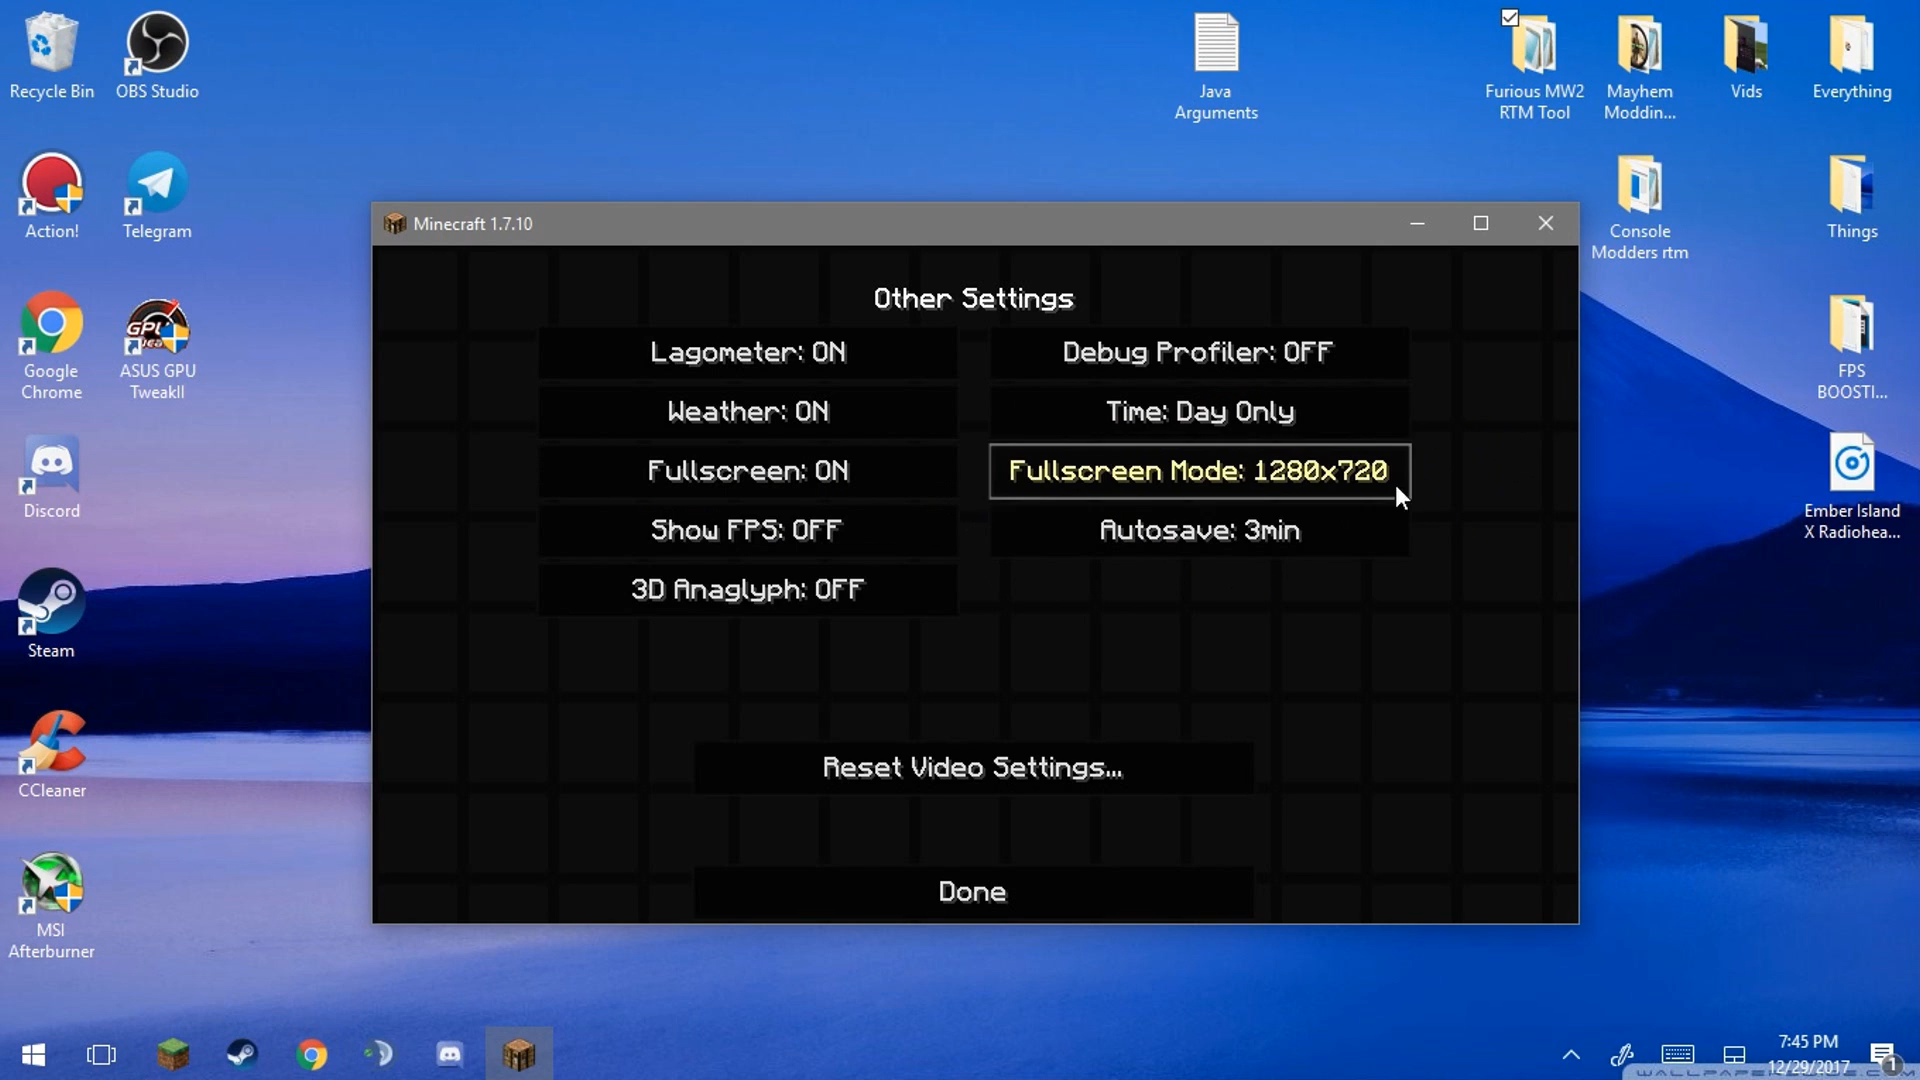 Recycle Bin
OBS Studio
Java
Arguments
Furious MW2
RTM Tool
Mayhem
Moddin...
Vids
Everything
Action!
Telegram
Console
Modders rtm
Things
Minecraft 1.7.10
Other Settings
Lagometer: ON
Debug Profiler: OFF
Weather: ON
Time: Day Only
Fullscreen: ON
Fullscreen Mode: 1280x720
Show FPS: OFF
Autosave: 3min
3D Anaglyph: OFF
Reset Video Settings...
Done
Google
Chrome
GPU
ASUS GPU
TweakII
FPS
BOOSTI...
Discord
Ember Island
X Radiohea...
Steam
CCleaner
MSI
Afterburner
7:45 PM
12/29/2017
1